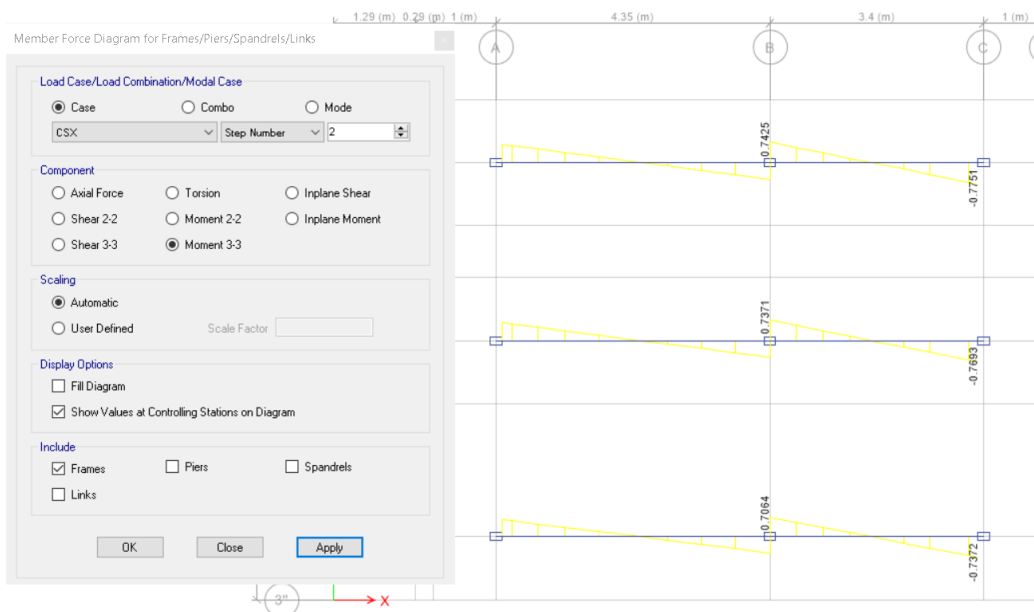 1.29 (m) 0.29 (m) 1 (m) 4.35 (m) 3.4 (m) 1 (m)
Member Force Diagram for Frames/Piers/Spandrels/Links
x
A B C
Load Case/Load Combination/Modal Case
Case Combo Mode
CSX Step Number 2
Component
Axial Force Torsion Inplane Shear
Shear 2-2 Moment 2-2 Inplane Moment
Shear 3-3 Moment 3-3
Scaling
Automatic
User Defined Scale Factor
Display Options
Fill Diagram
Show Values at Controlling Stations on Diagram
Include
Frames Piers Spandrels
Links
OK Close Apply
0.7425
-0.7751
0.7371
-0.7693
0.7064
-0.7372
3" X